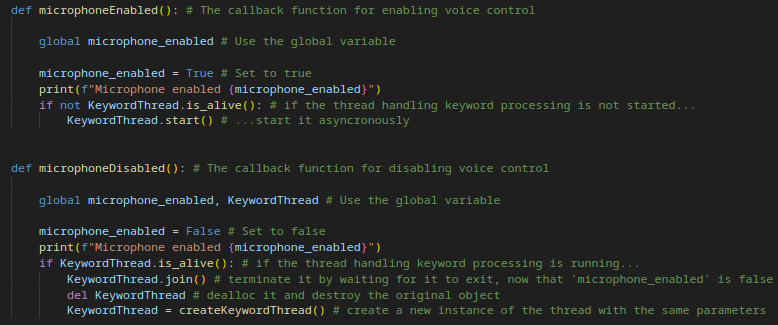 def microphoneEnabled(): # The callback function for enabling voice control
global microphone_enabled # Use the global variable
microphone_enabled = True # Set to true
print(f"Microphone enabled {microphone_enabled}")
if not KeywordThread.is_alive(): # if the thread handling keyword processing is not started...
KeywordThread.start() # ...start it asyncronously
def microphoneDisabled(): # The callback function for disabling voice control
global microphone_enabled, KeywordThread # Use the global variable
microphone_enabled = False # Set to false
print(f"Microphone enabled {microphone_enabled}")
if KeywordThread.is_alive(): # if the thread handling keyword processing is running...
KeywordThread.join() # terminate it by waiting for it to exit, now that 'microphone_enabled' is false
del KeywordThread # dealloc it and destroy the original object
KeywordThread = createKeywordThread() # create a new instance of the thread with the same parameters